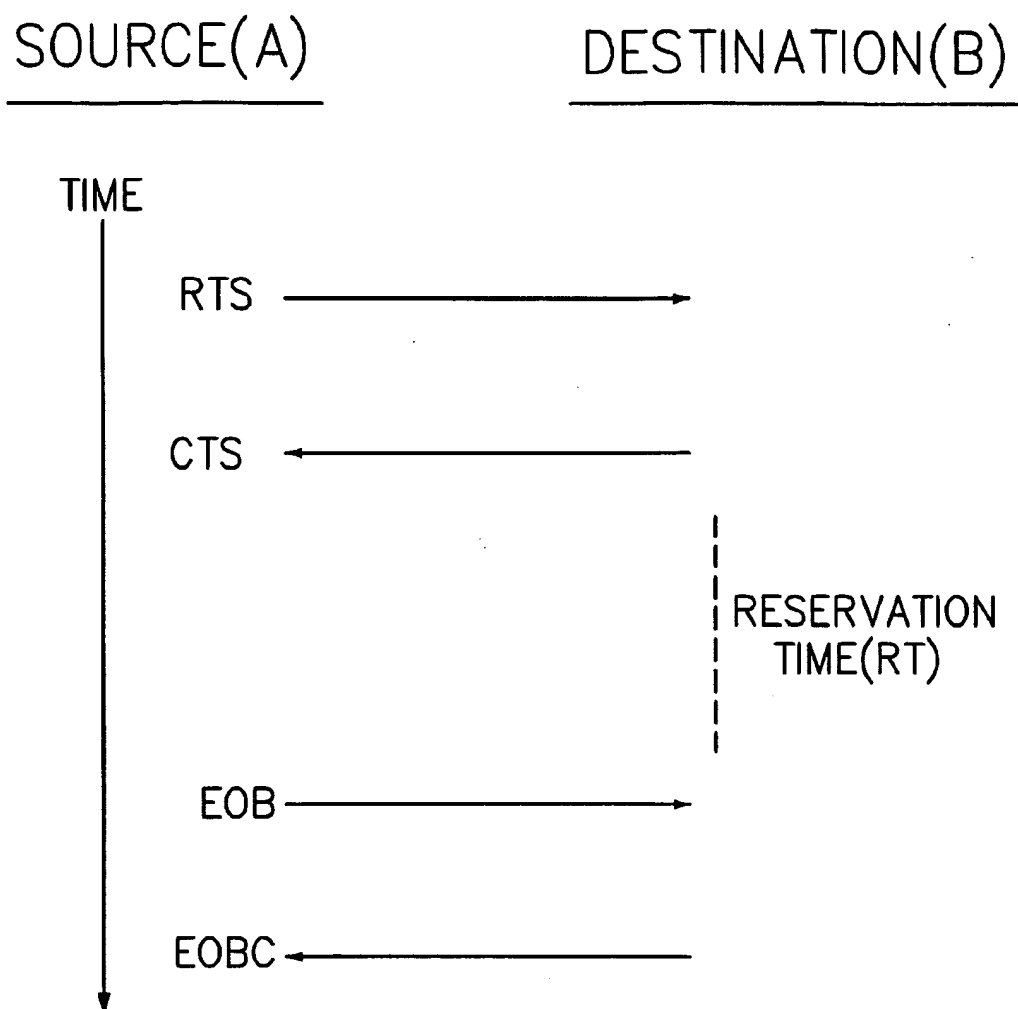 SOURCE(A)
DESTINATION(B)
TIME
RTS
CTS
RESERVATION
TIME(RT)
EOB
EOBC